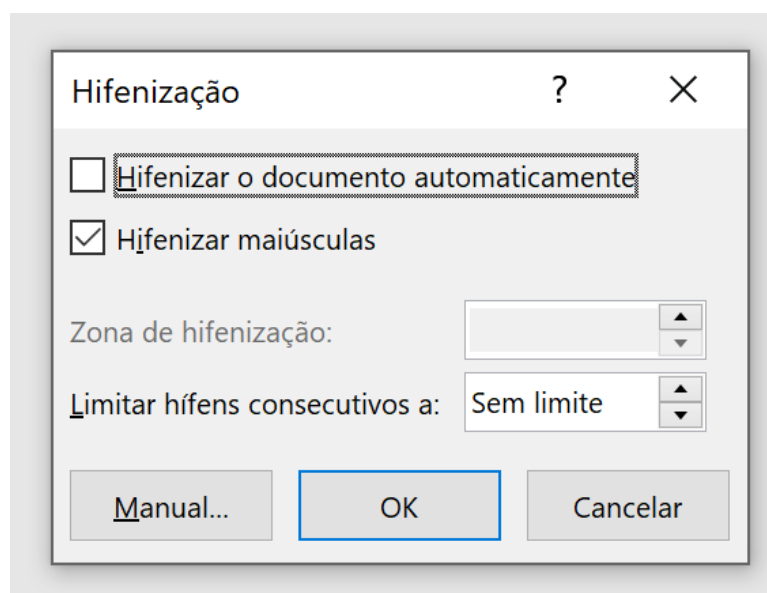 Hifenização
Hifenizar o documento automaticamente
Hifenizar maiúsculas
Zona de hifenização:
Limitar hífens consecutivos a: Sem limite
Manual... OK Cancelar